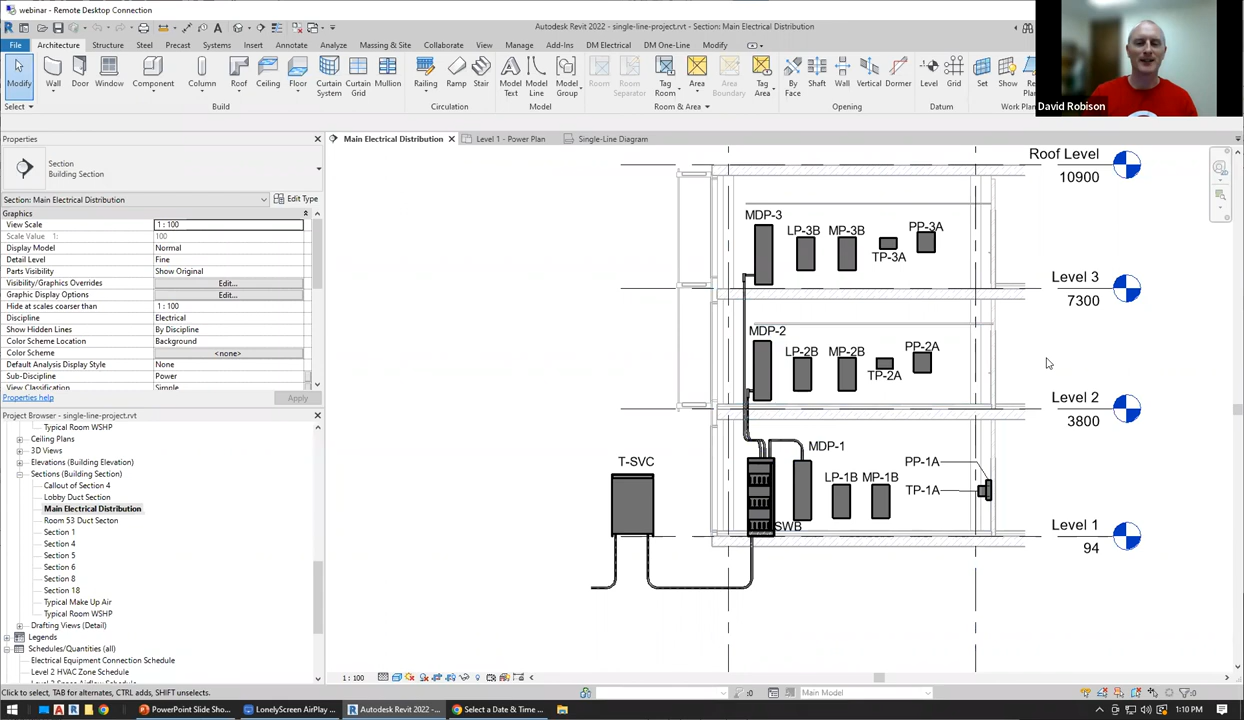 webinar - Remote Desktop Connection
Autodesk Revit 2022 - single-line-project.rvt - Section: Main Electrical Distribution
File Architecture Structure Steel Precast Systems Insert Annotate Analyze Massing & Site Collaborate View Manage Add-Ins DM Electrical DM One-Line Modify
Modify Wall Door Window Component Column Roof Ceiling Floor Curtain System Curtain Grid Mullion Railing Ramp Stair Model Text Model Line Model Group Room Room Separator Tag Room Area Area Boundary Tag Area By Face Shaft Wall Vertical Dormer Level Grid Set Show
Select Build Circulation Model Room & Area Opening Datum Work Plan
David Robison
Properties
Main Electrical Distribution Level 1 - Power Plan Single-Line Diagram
Section
Building Section
Section: Main Electrical Distribution Edit Type
Graphics
View Scale 1 : 100
Scale Value 1: 100
Display Model Normal
Detail Level Fine
Parts Visibility Show Original
Visibility/Graphics Overrides Edit...
Graphic Display Options Edit...
Hide at scales coarser than 1 : 100
Discipline Electrical
Show Hidden Lines By Discipline
Color Scheme Location Background
Color Scheme <none>
Default Analysis Display Style None
Sub-Discipline Power
View Classification Simple
Properties help Apply
Project Browser - single-line-project.rvt
Typical Room WSHP
Ceiling Plans
3D Views
Elevations (Building Elevation)
Sections (Building Section)
Callout of Section 4
Lobby Duct Section
Main Electrical Distribution
Room 53 Duct Secton
Section 1
Section 4
Section 5
Section 6
Section 8
Section 18
Typical Make Up Air
Typical Room WSHP
Drafting Views (Detail)
Legends
Schedules/Quantities (all)
Electrical Equipment Connection Schedule
Level 2 HVAC Zone Schedule
Roof Level
10900
MDP-3
LP-3B MP-3B PP-3A
TP-3A
Level 3
7300
MDP-2
LP-2B MP-2B PP-2A
TP-2A
Level 2
3800
T-SVC
MDP-1
PP-1A
LP-1B MP-1B
TP-1A
SWB
Level 1
94
1 : 100
Click to select, TAB for alternates, CTRL adds, SHIFT unselects.
:0 Main Model :0
PowerPoint Slide Sho... LonelyScreen AirPlay ... Autodesk Revit 2022 -... Select a Date & Time ... 1:10 PM